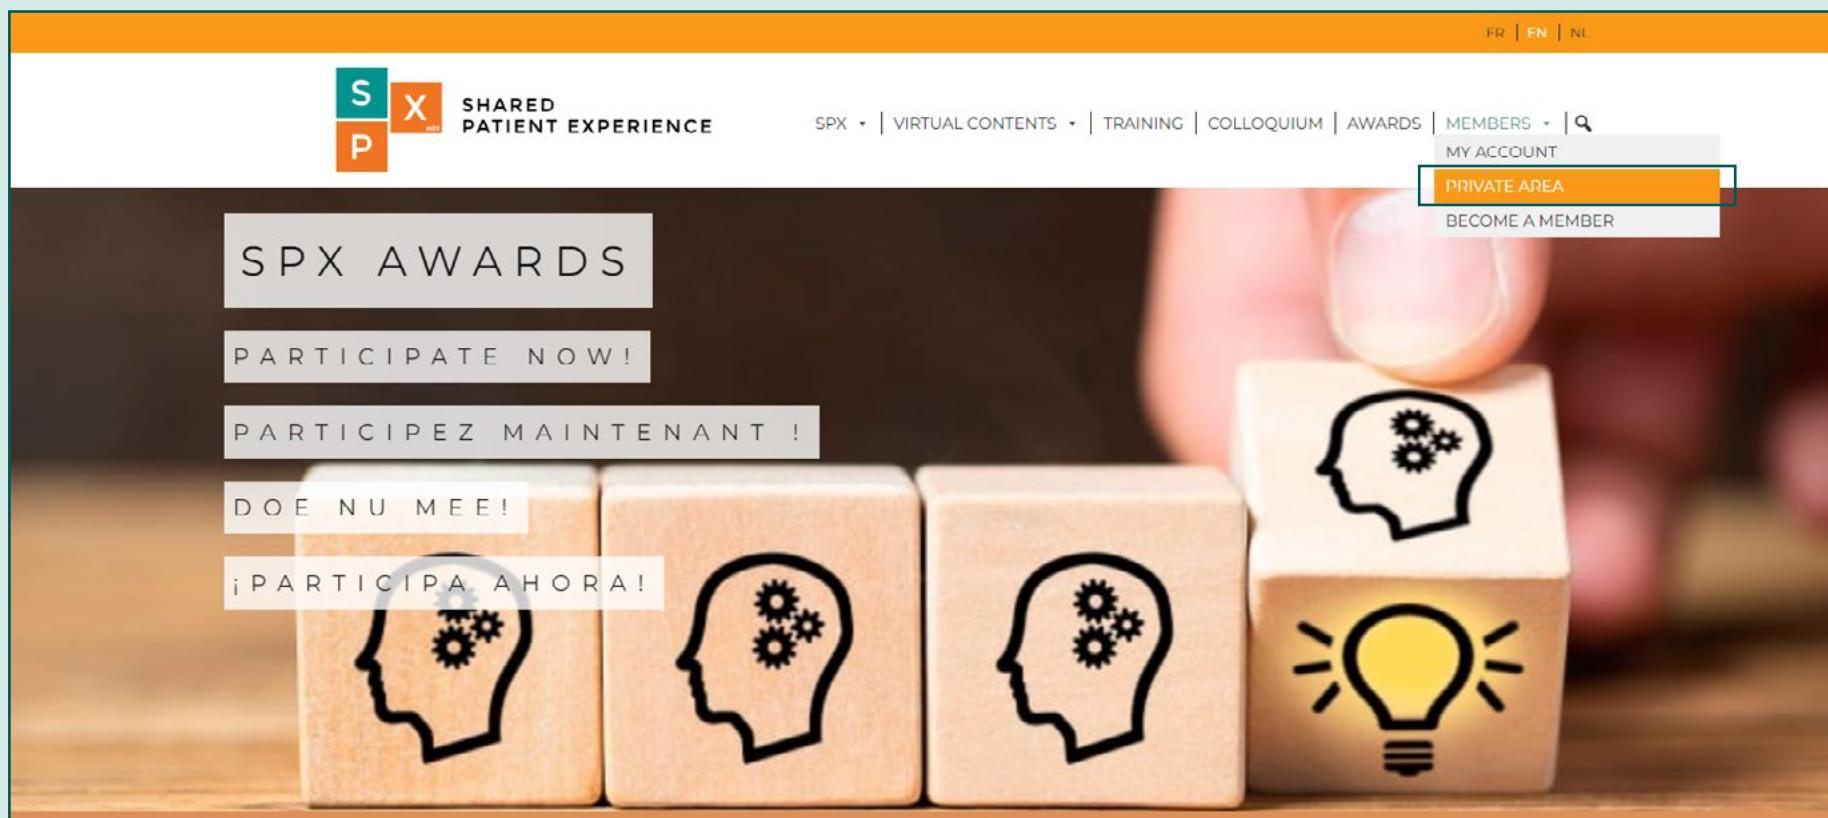 FR | EN | NL
S
X
asbl
P
SHARED
PATIENT EXPERIENCE
SPX | VIRTUAL CONTENTS | TRAINING | COLLOQUIUM | AWARDS | MEMBERS |
MY ACCOUNT
PRIVATE AREA
BECOME A MEMBER
SPX AWARDS
PARTICIPATE NOW!
PARTICIPEZ MAINTENANT !
DOE NU MEE!
¡PARTICIPA AHORA!